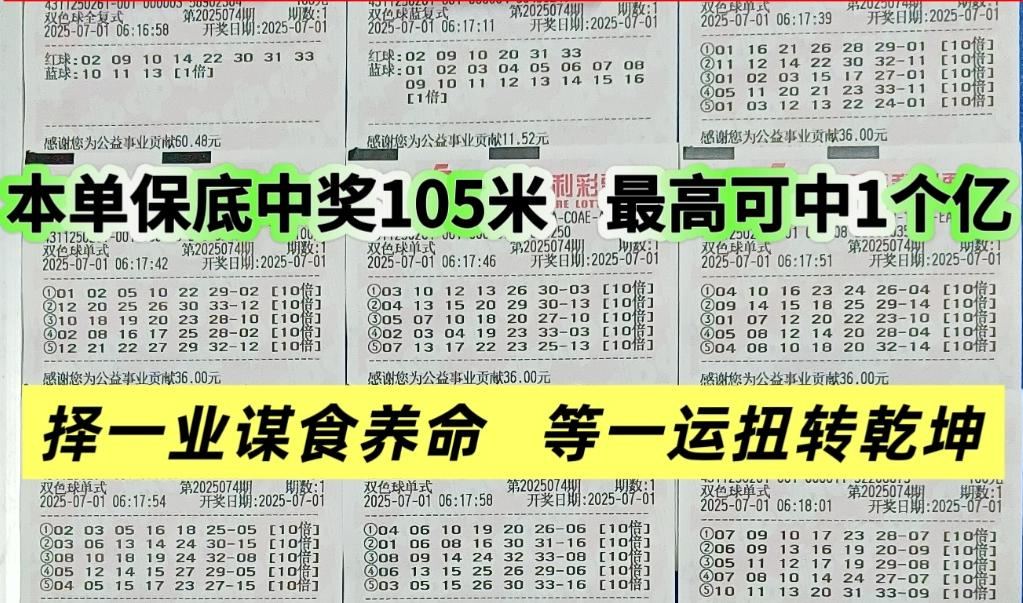 双色球全复式 第2025074期 期数:1
2025-07-01 06:16:58 开奖日期:2025-07-01
红球:02 09 10 14 22 30 31 33
蓝球:10 11 13 [1倍]
感谢您为公益事业贡献60.48元
双色球蓝复式 第2025074期 期数:1
2025-07-01 06:17:11 开奖日期:2025-07-01
红球:02 09 10 20 31 33
蓝球:01 02 03 04 05 06 07 08
09 10 11 12 13 14 15 16
[1倍]
感谢您为公益事业贡献11.52元
双色球单式 第2025074期 期数:1
2025-07-01 06:17:39 开奖日期:2025-07-01
①01 16 21 26 28 29-01 [10倍]
②11 12 14 22 30 32-11 [10倍]
③01 02 03 15 17 27-01 [10倍]
④05 11 20 21 23 33-11 [10倍]
⑤01 03 12 13 22 24-01 [10倍]
感谢您为公益事业贡献36.00元
本单保底中奖105米 最高可中1个亿
双色球单式 第2025074期 期数:1
2025-07-01 06:17:42 开奖日期:2025-07-01
①01 02 05 10 22 29-02 [10倍]
②12 20 25 26 30 33-12 [10倍]
③10 18 19 20 23 28-10 [10倍]
④02 08 16 17 25 28-02 [10倍]
⑤12 21 22 27 29 32-12 [10倍]
感谢您为公益事业贡献36.00元
双色球单式 第2025074期 期数:1
2025-07-01 06:17:46 开奖日期:2025-07-01
①03 10 12 13 26 30-03 [10倍]
②04 13 15 20 29 30-13 [10倍]
③05 07 10 18 20 27-10 [10倍]
④02 03 04 19 23 33-03 [10倍]
⑤07 13 17 22 23 25-13 [10倍]
感谢您为公益事业贡献36.00元
双色球单式 第2025074期 期数:1
2025-07-01 06:17:51 开奖日期:2025-07-01
①04 10 16 23 24 26-04 [10倍]
②09 14 15 18 25 29-14 [10倍]
③01 07 12 20 22 23-10 [10倍]
④05 08 12 14 20 28-04 [10倍]
⑤04 08 10 18 20 32-14 [10倍]
感谢您为公益事业贡献36.00元
择一业谋食养命 等一运扭转乾坤
双色球单式 第2025074期 期数:1
2025-07-01 06:17:54 开奖日期:2025-07-01
①02 03 05 16 18 25-05 [10倍]
②03 06 13 14 24 30-15 [10倍]
③08 10 18 19 24 32-08 [10倍]
④05 12 14 15 27 29-05 [10倍]
⑤04 05 15 17 23 27-15 [10倍]
双色球单式 第2025074期 期数:1
2025-07-01 06:17:58 开奖日期:2025-07-01
①04 06 10 19 20 26-06 [10倍]
②01 06 08 16 30 31-16 [10倍]
③08 09 14 24 32 33-08 [10倍]
④06 13 15 21 25 30-06 [10倍]
⑤03 05 15 26 30 33-16 [10倍]
双色球单式 第2025074期 期数:1
2025-07-01 06:18:01 开奖日期:2025-07-01
①07 09 10 17 23 28-07 [10倍]
②06 09 13 16 19 20-09 [10倍]
③05 11 12 17 19 23-07 [10倍]
④07 08 10 14 24 27-07 [10倍]
⑤10 11 13 20 31 33-09 [10倍]